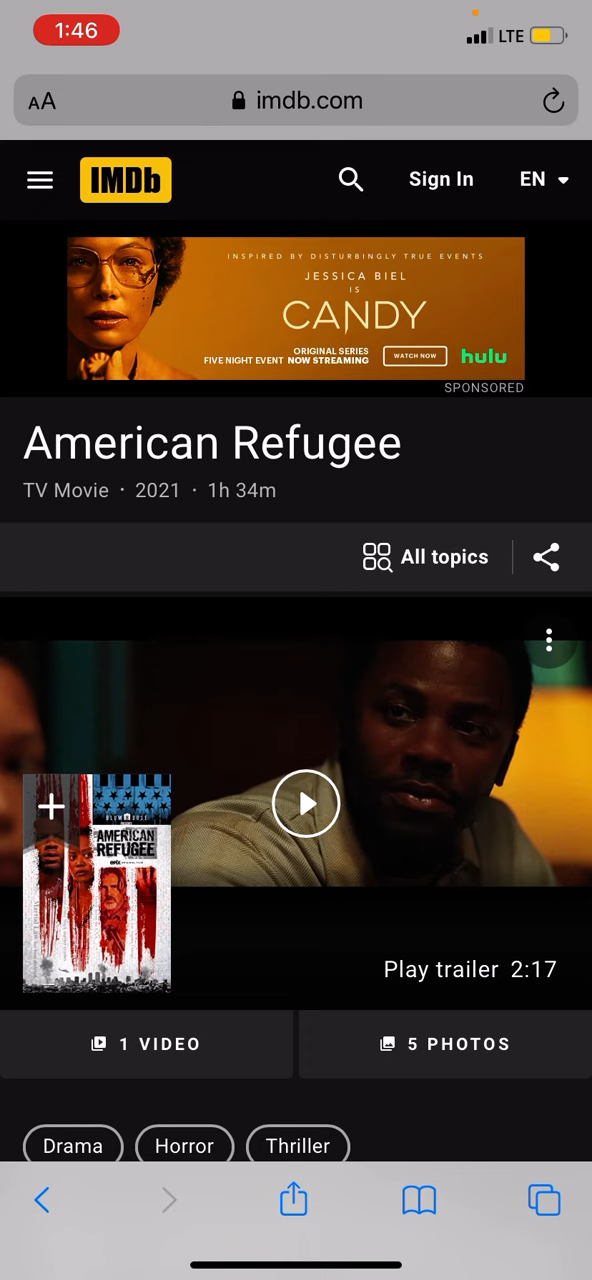 1:46
LTE
AA
imdb.com
IMDb
Sign In
EN
INSPIRED BY DISTURBINGLY TRUE EVENTS
JESSICA BIEL
IS
CANDY
ORIGINAL SERIES
FIVE NIGHT EVENT NOW STREAMING
WATCH NOW
hulu
SPONSORED
American Refugee
TV Movie · 2021 · 1h 34m
All topics
BLUMHOUSE
AMERICAN
REFUGEE
epix
Play trailer 2:17
1 VIDEO
5 PHOTOS
Drama
Horror
Thriller